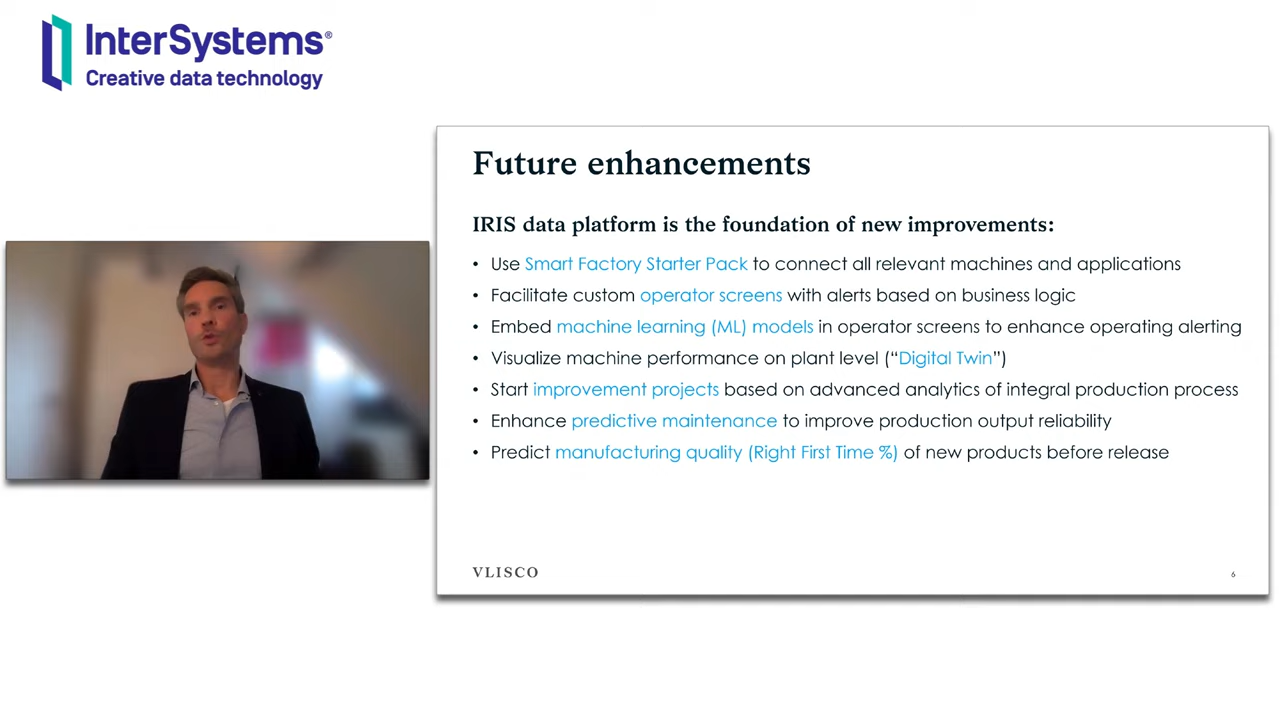 InterSystems®
Creative data technology
Future enhancements
IRIS data platform is the foundation of new improvements:
• Use Smart Factory Starter Pack to connect all relevant machines and applications
• Facilitate custom operator screens with alerts based on business logic
• Embed machine learning (ML) models in operator screens to enhance operating alerting
• Visualize machine performance on plant level (“Digital Twin”)
• Start improvement projects based on advanced analytics of integral production process
• Enhance predictive maintenance to improve production output reliability
• Predict manufacturing quality (Right First Time %) of new products before release
VLISCO
6